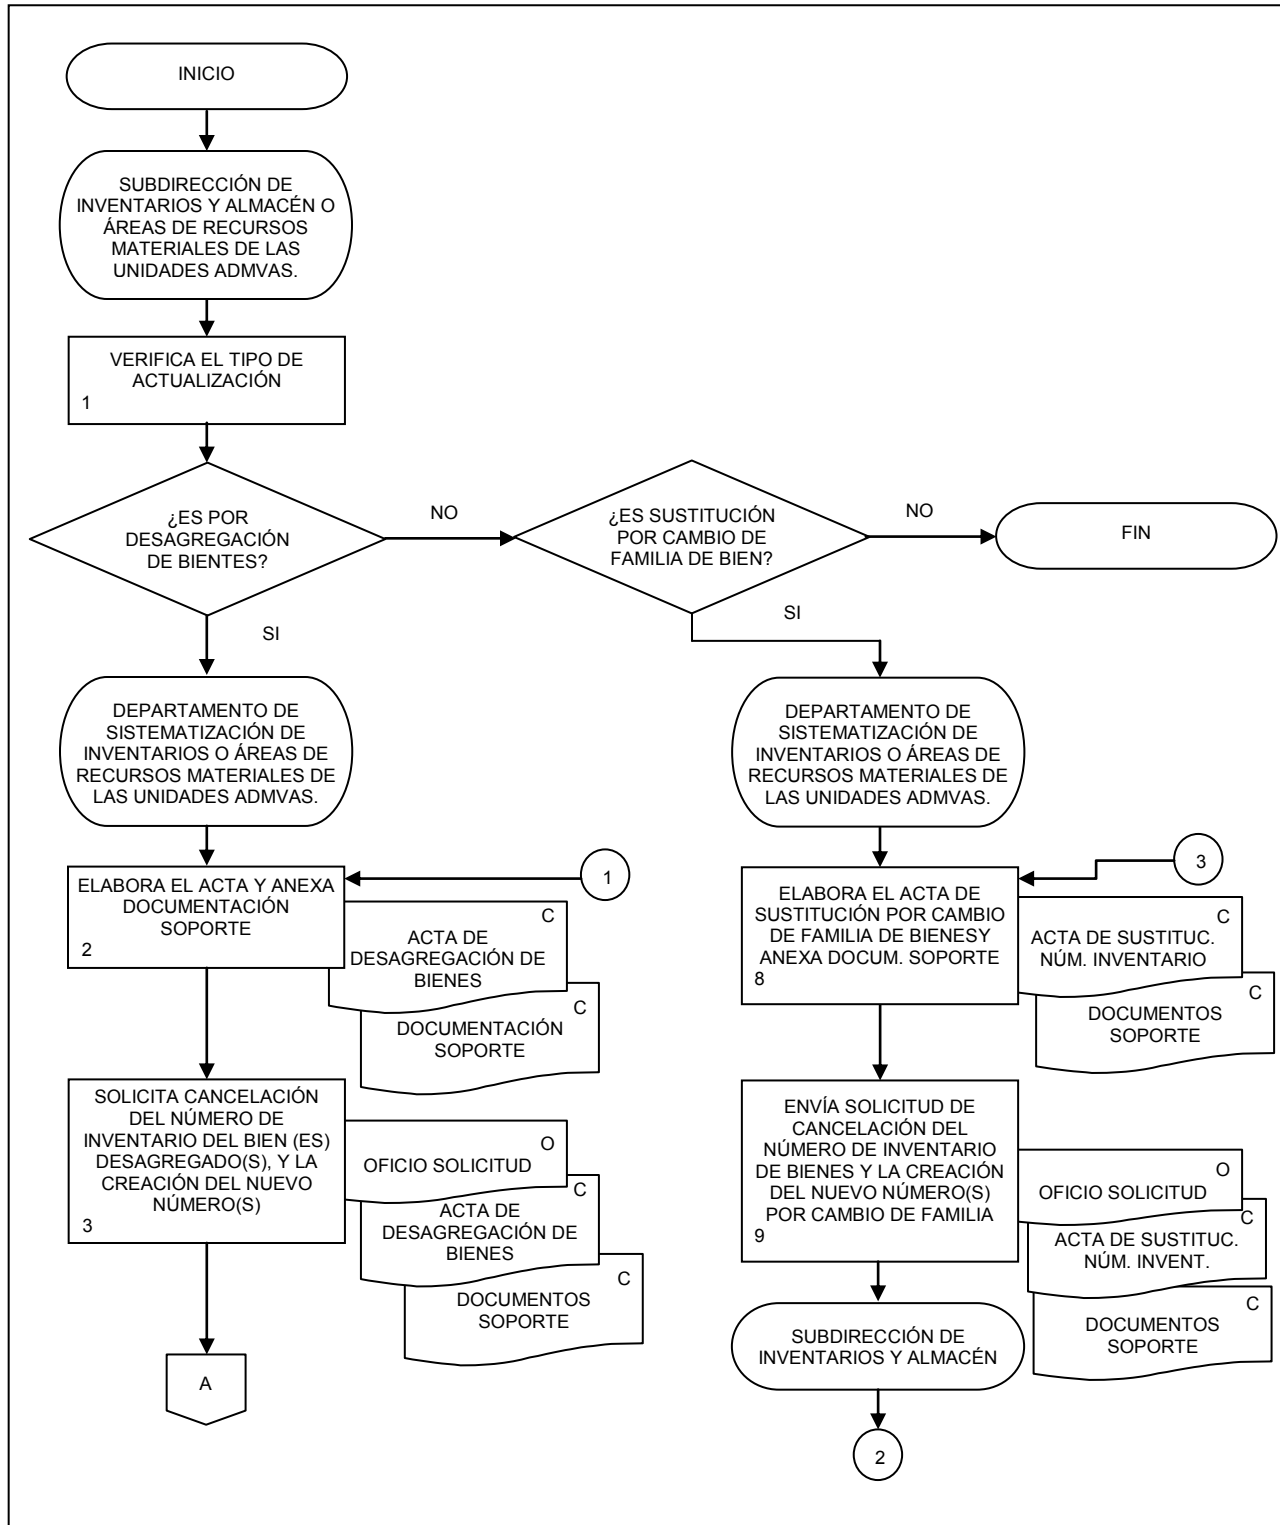 INICIO
SUBDIRECCIÓN DE
INVENTARIOS Y ALMACÉN O
ÁREAS DE RECURSOS
MATERIALES DE LAS
UNIDADES ADMVAS.
VERIFICA EL TIPO DE
ACTUALIZACIÓN
1
¿ES POR
DESAGREGACIÓN
DE BIENTES?
NO
¿ES SUSTITUCIÓN
POR CAMBIO DE
FAMILIA DE BIEN?
NO
FIN
SI
SI
DEPARTAMENTO DE
SISTEMATIZACIÓN DE
INVENTARIOS O ÁREAS DE
RECURSOS MATERIALES DE
LAS UNIDADES ADMVAS.
ELABORA EL ACTA Y ANEXA
DOCUMENTACIÓN
SOPORTE
2
1
C
ACTA DE
DESAGREGACIÓN DE
BIENES
C
DOCUMENTACIÓN
SOPORTE
SOLICITA CANCELACIÓN
DEL NÚMERO DE
INVENTARIO DEL BIEN (ES)
DESAGREGADO(S), Y LA
CREACIÓN DEL NUEVO
NÚMERO(S)
3
O
OFICIO SOLICITUD
C
ACTA DE
DESAGREGACIÓN DE
BIENES
C
DOCUMENTOS
SOPORTE
A
DEPARTAMENTO DE
SISTEMATIZACIÓN DE
INVENTARIOS O ÁREAS DE
RECURSOS MATERIALES DE
LAS UNIDADES ADMVAS.
3
ELABORA EL ACTA DE
SUSTITUCIÓN POR CAMBIO
DE FAMILIA DE BIENESY
ANEXA DOCUM. SOPORTE
8
C
ACTA DE SUSTITUC.
NÚM. INVENTARIO
C
DOCUMENTOS
SOPORTE
ENVÍA SOLICITUD DE
CANCELACIÓN DEL
NÚMERO DE INVENTARIO
DE BIENES Y LA CREACIÓN
DEL NUEVO NÚMERO(S)
POR CAMBIO DE FAMILIA
9
O
OFICIO SOLICITUD
C
ACTA DE SUSTITUC.
NÚM. INVENT.
C
DOCUMENTOS
SOPORTE
SUBDIRECCIÓN DE
INVENTARIOS Y ALMACÉN
2